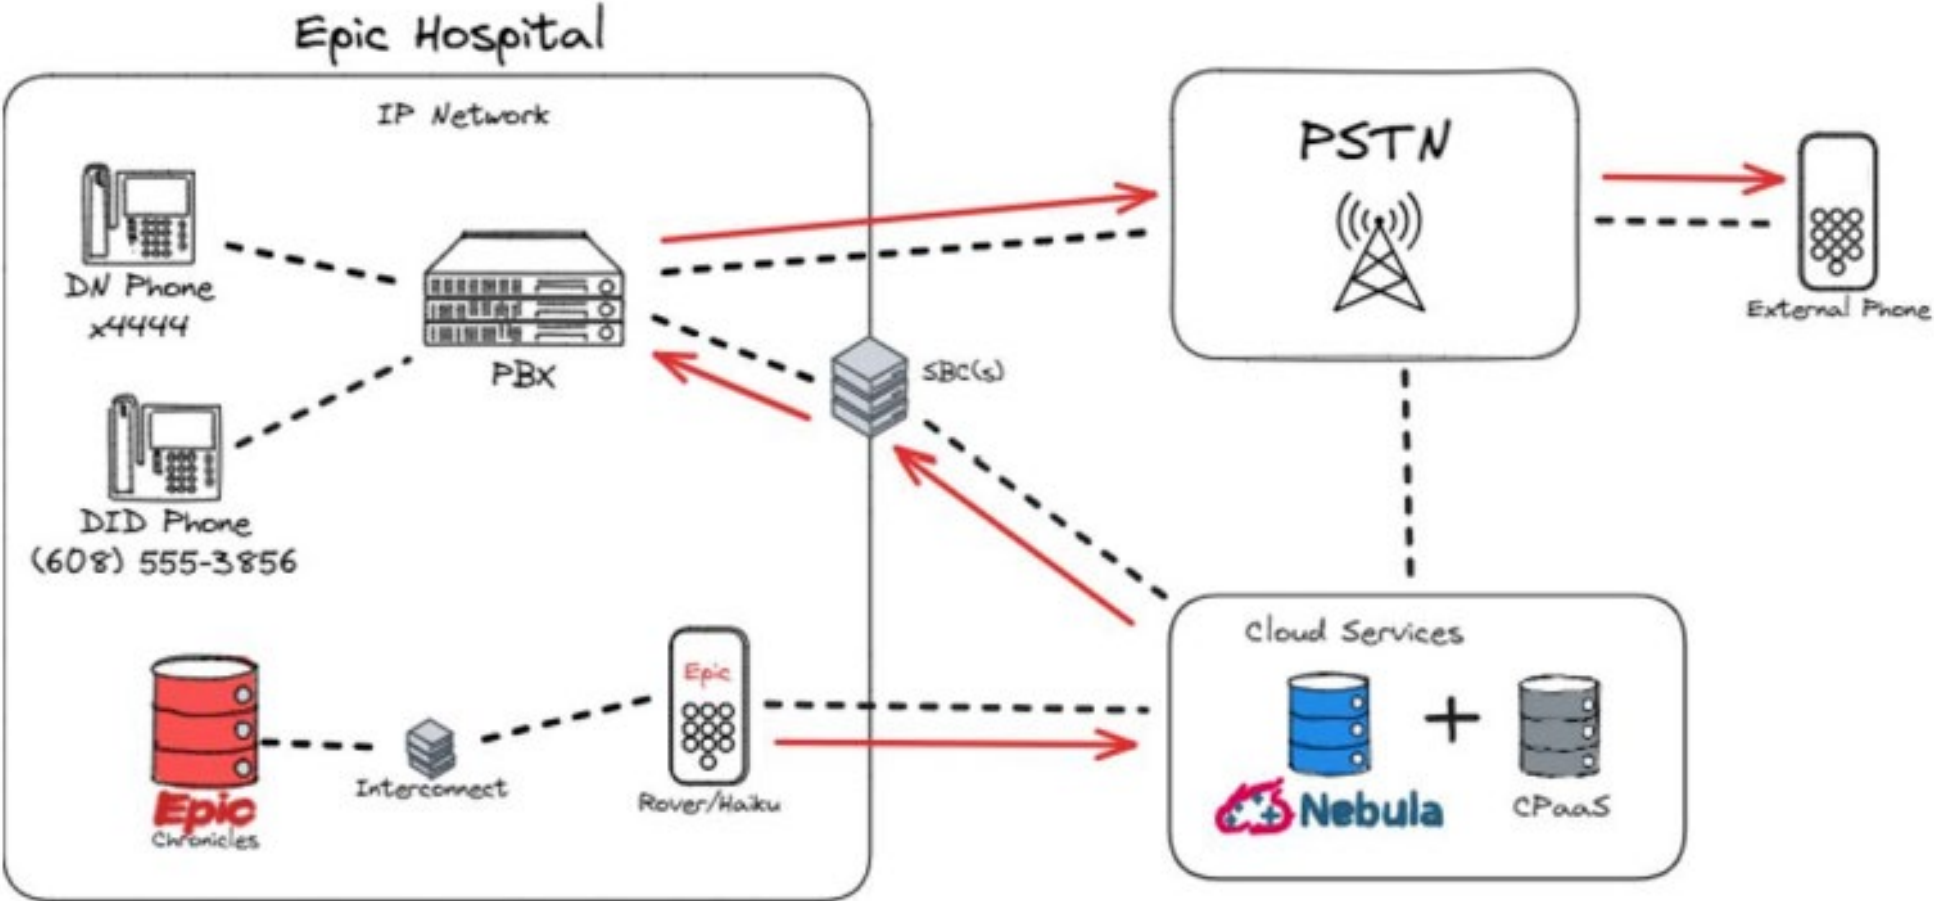 Epic Hospital
IP Network
DN Phone
x4444
DID Phone
(608) 555-3856
PBX
SBC(s)
PSTN
External Phone
Epic
Chronicles
Interconnect
Epic
Rover/Haiku
Cloud Services
Nebula
+
CPaaS